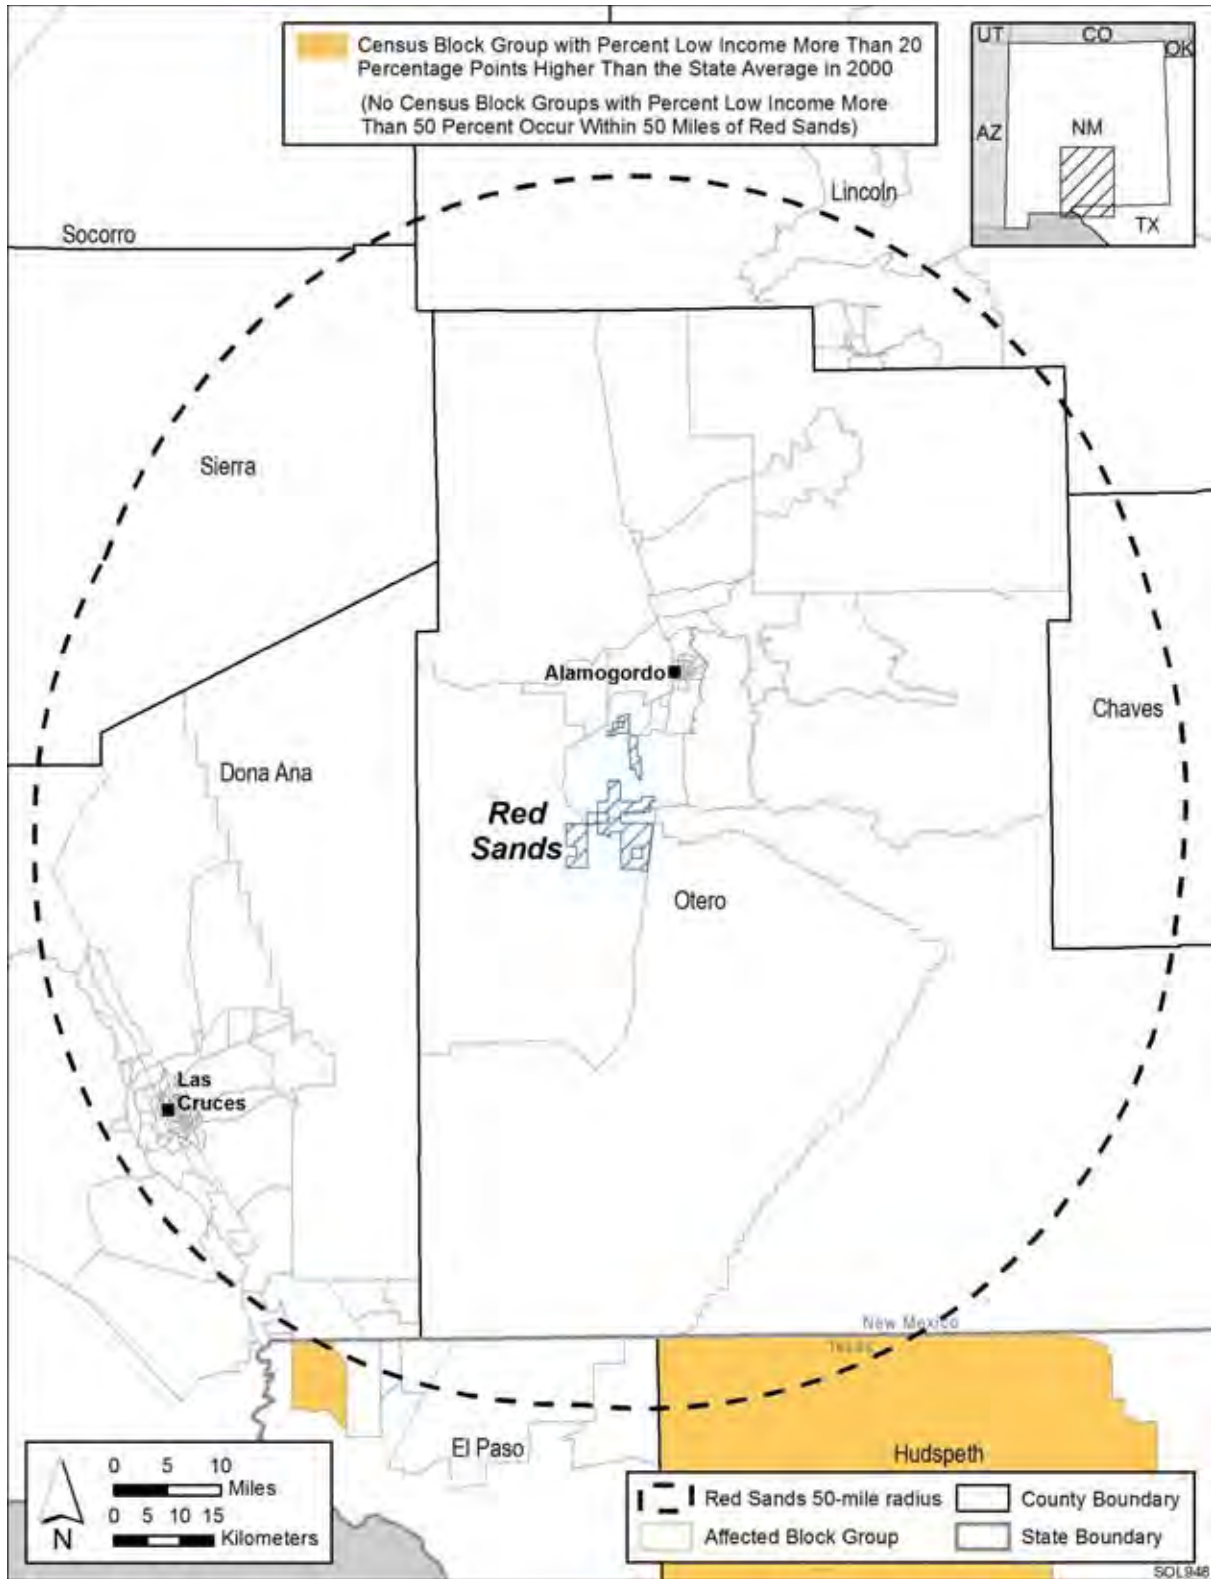 Census Block Group with Percent Low Income More Than 20
Percentage Points Higher Than the State Average in 2000
(No Census Block Groups with Percent Low Income More
Than 50 Percent Occur Within 50 Miles of Red Sands)
UT
CO
OK
AZ
NM
TX
Lincoln
Socorro
Sierra
Alamogordo
Chaves
Dona Ana
Red
Sands
Otero
Las
Cruces
New Mexico
Texas
El Paso
Hudspeth
0 5 10
Miles
0 5 10 15
Kilometers
N
Red Sands 50-mile radius
County Boundary
Affected Block Group
State Boundary
SOL948